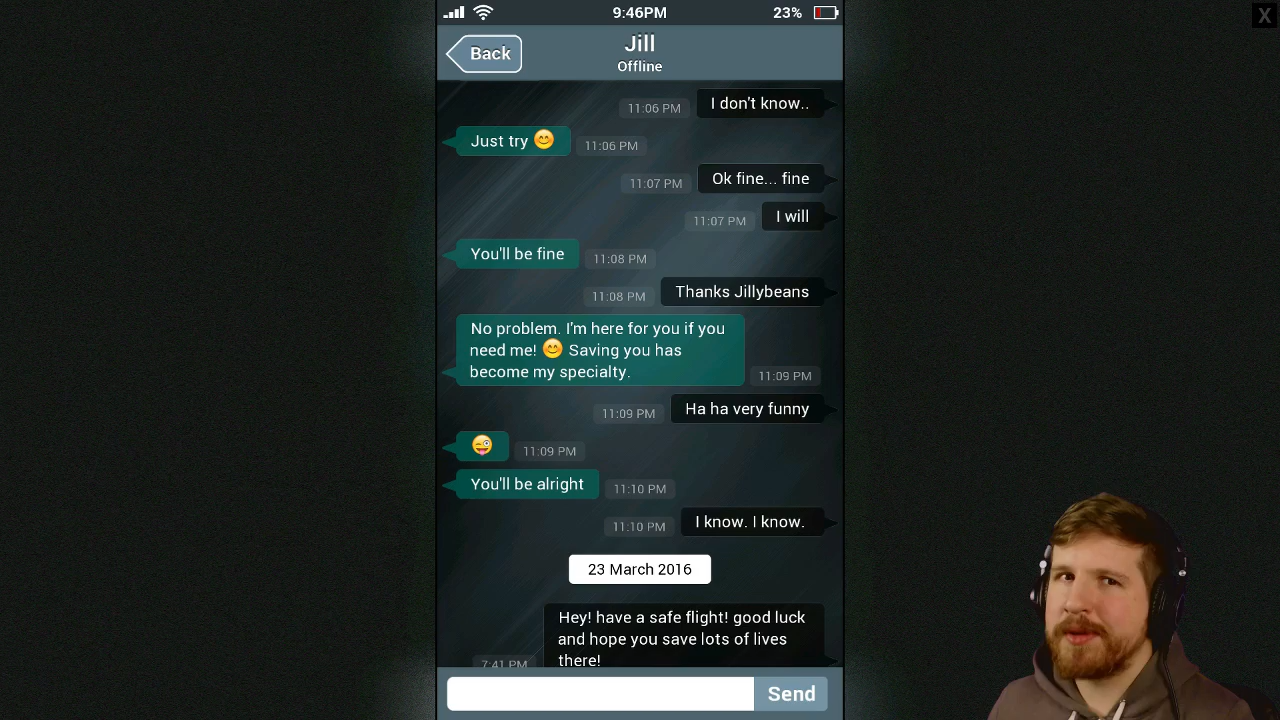 9:46PM
23%
X
Back
Jill
Offline
11:06 PM
I don't know..
Just try 😊
11:06 PM
11:07 PM
Ok fine... fine
11:07 PM
I will
You'll be fine
11:08 PM
11:08 PM
Thanks Jillybeans
No problem. I'm here for you if you
need me! 😊 Saving you has
become my specialty.
11:09 PM
11:09 PM
Ha ha very funny
😜
11:09 PM
You'll be alright
11:10 PM
11:10 PM
I know. I know.
23 March 2016
Hey! have a safe flight! good luck
and hope you save lots of lives
there!
7:41 PM
Send